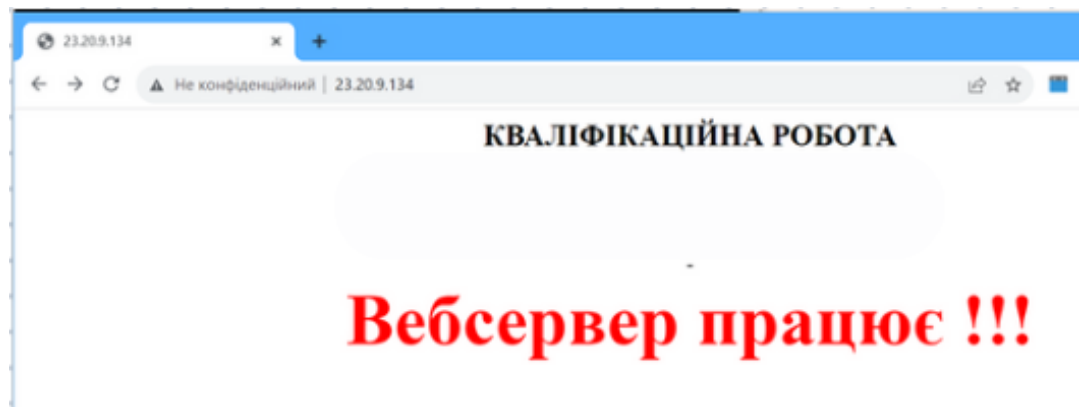 23.20.9.134
Не конфіденційний | 23.20.9.134
КВАЛІФІКАЦІЙНА РОБОТА
-
Вебсервер працює !!!